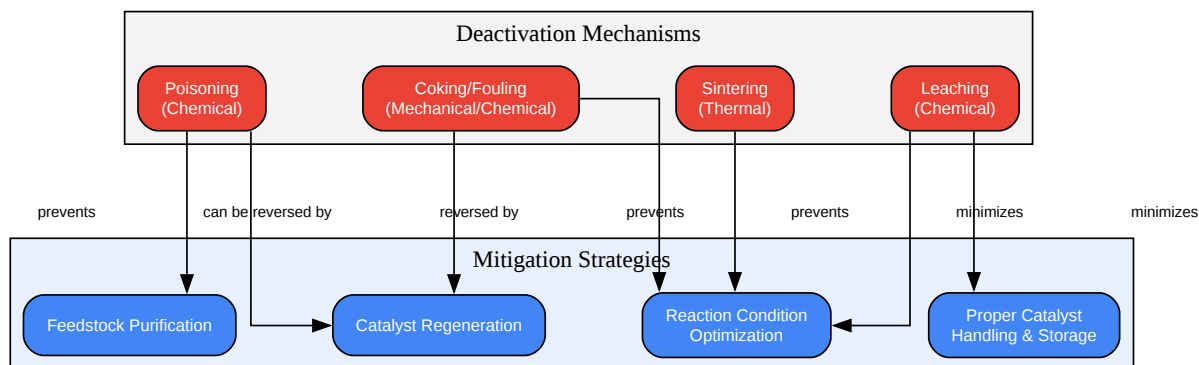 Deactivation Mechanisms
Poisoning
(Chemical)
Coking/Fouling
(Mechanical/Chemical)
Sintering
(Thermal)
Leaching
(Chemical)
prevents
can be reversed by
reversed by
prevents
prevents
minimizes
minimizes
Mitigation Strategies
Feedstock Purification
Catalyst Regeneration
Reaction Condition
Optimization
Proper Catalyst
Handling & Storage